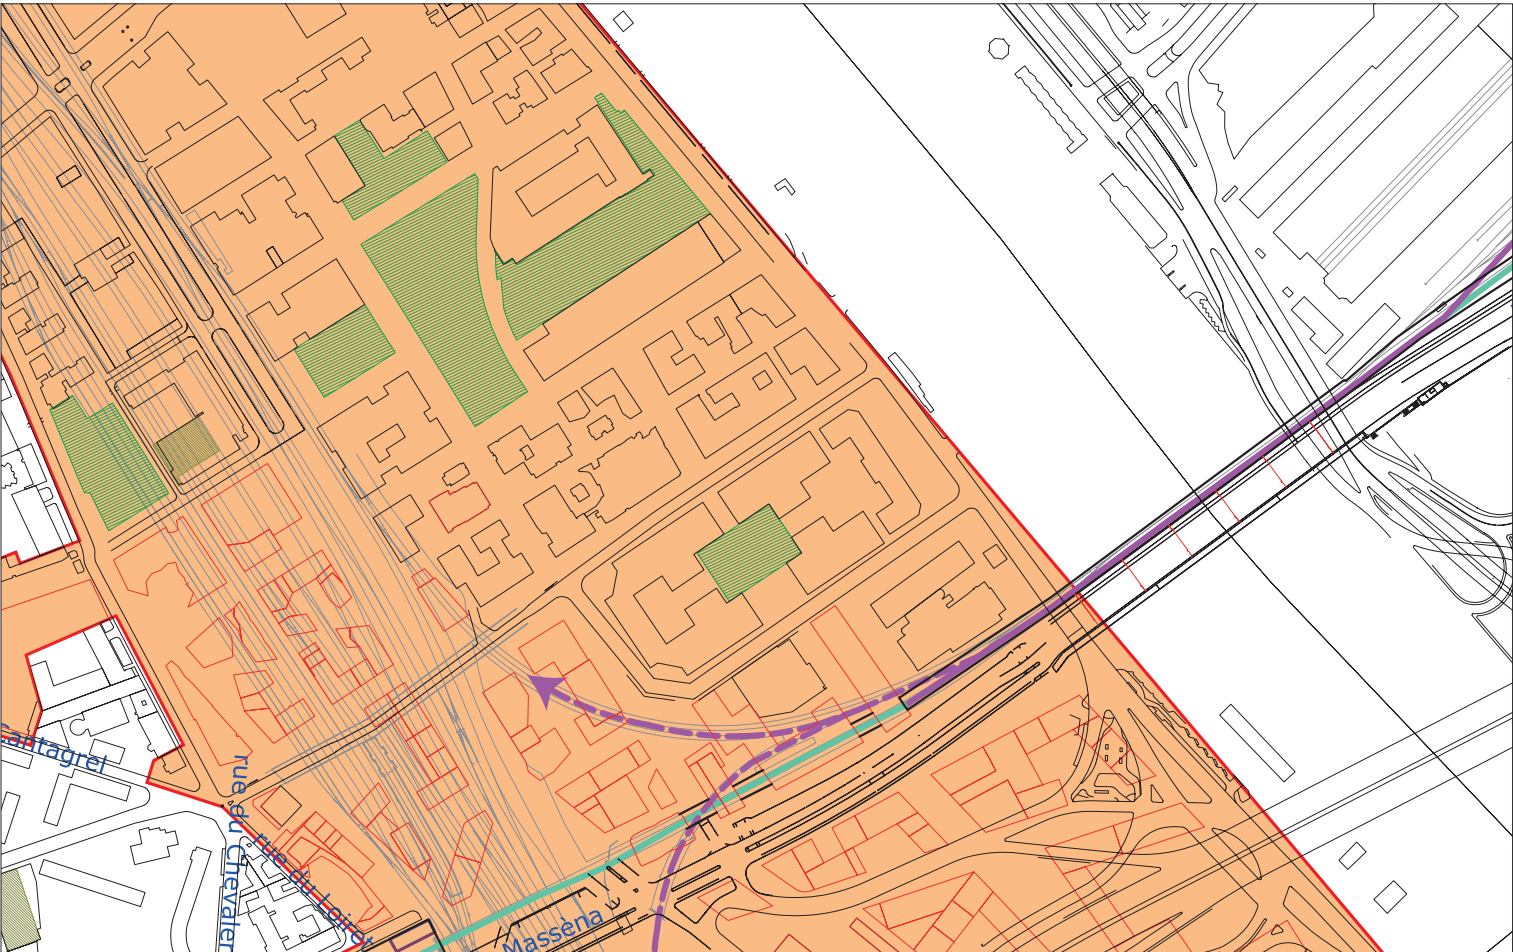 Cantagrel
rue du Chevaler
rue du Loiret
Masséna